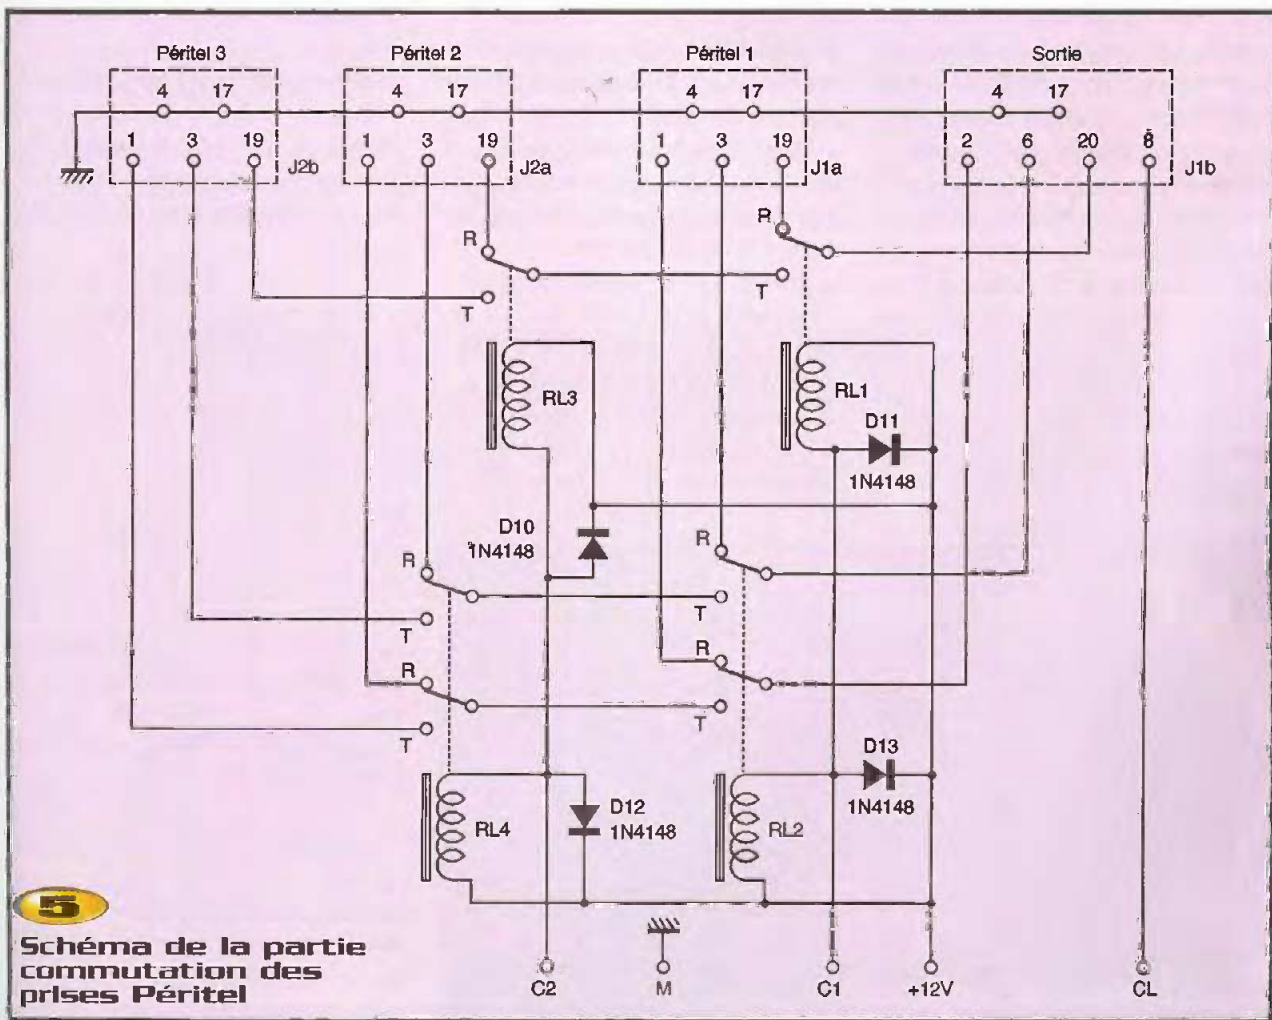 Péritel 3
Péritel 2
Péritel 1
Sortie
4 17
4 17
4 17
4 17
1 3 19
J2b
1 3 19
J2a
1 3 19
J1a
2 6 20 8
J1b
R
T
R
T
RL3
RL1
D11
1N4148
D10
1N4148
R
T
R
T
R
T
R
T
D13
1N4148
RL4
D12
1N4148
RL2
5
Schéma de la partie
commutation des
prises Péritel
C2
M
C1
+12V
CL